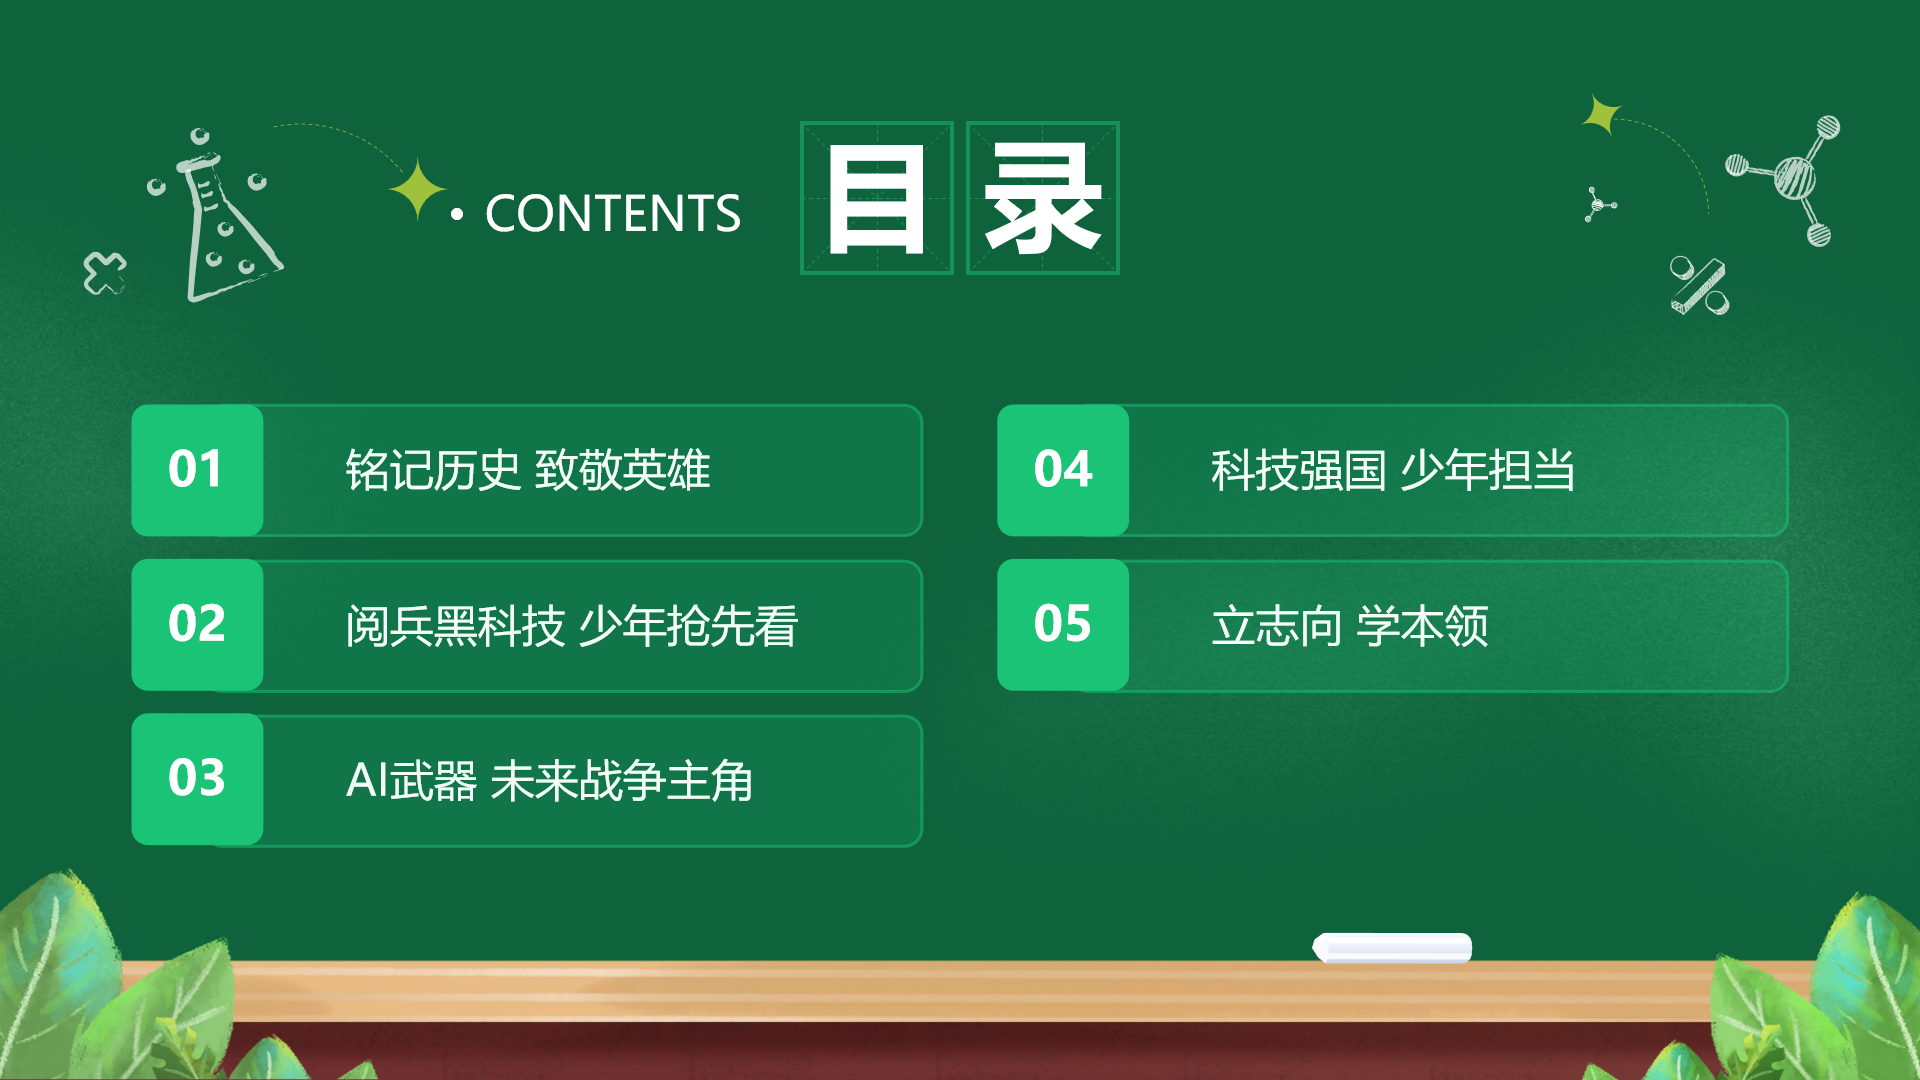 • CONTENTS
目录
01
铭记历史 致敬英雄
02
阅兵黑科技 少年抢先看
03
AI武器 未来战争主角
04
科技强国 少年担当
05
立志向 学本领